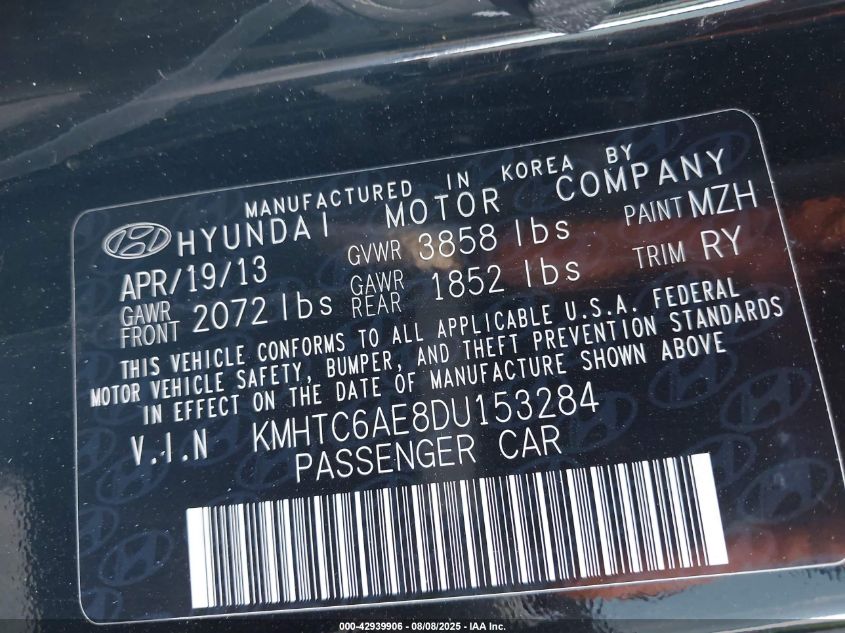 MANUFACTURED IN KOREA BY
HYUNDAI MOTOR COMPANY
APR/19/13 GVWR 3858 lbs PAINT MZH
GAWR FRONT 2072 lbs GAWR REAR 1852 lbs TRIM RY
THIS VEHICLE CONFORMS TO ALL APPLICABLE U.S.A. FEDERAL
MOTOR VEHICLE SAFETY, BUMPER, AND THEFT PREVENTION STANDARDS
IN EFFECT ON THE DATE OF MANUFACTURE SHOWN ABOVE
V.I.N KMHTC6AE8DU153284
PASSENGER CAR
000-42939906 - 08/08/2025 - IAA Inc.